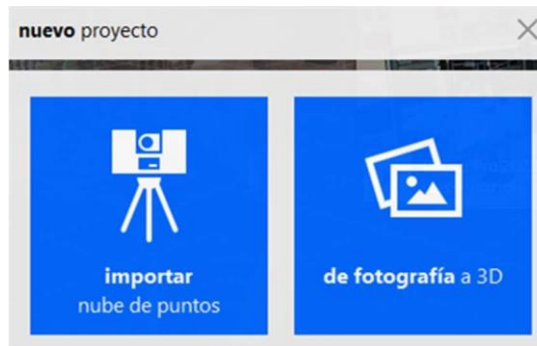 nuevo proyecto
importar
nube de puntos
de fotografía a 3D